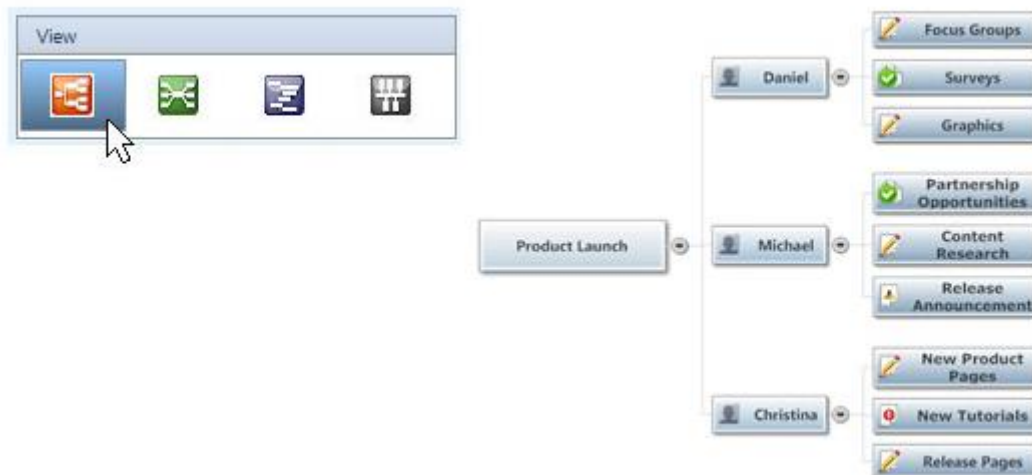 View
Focus Groups
Daniel
Surveys
Graphics
Partnership
Opportunities
Product Launch
Michael
Content
Research
Release
Announcement
New Product
Pages
Christina
New Tutorials
Release Pages